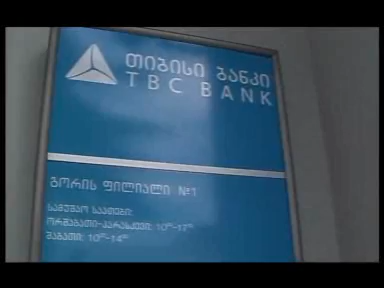 თიბისი ბანკი
TBC BANK
გორის ფილიალი №1
სამუშაო საათები:
ორშაბათი-პარასკევი: 10⁰⁰-17⁰⁰
შაბათი: 10⁰⁰-14⁰⁰